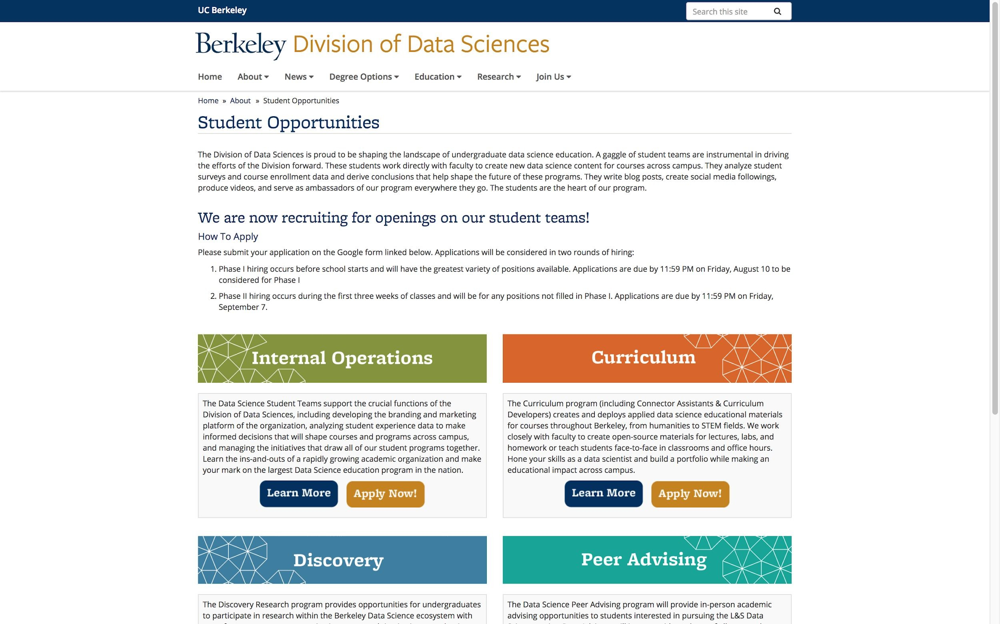 UC Berkeley
Search this site
Berkeley Division of Data Sciences
Home About News Degree Options Education Research Join Us
Home » About » Student Opportunities
Student Opportunities
The Division of Data Sciences is proud to be shaping the landscape of undergraduate data science education. A gaggle of student teams are instrumental in driving
the efforts of the Division forward. These students work directly with faculty to create new data science content for courses across campus. They analyze student
surveys and course enrollment data and derive conclusions that help shape the future of these programs. They write blog posts, create social media followings,
produce videos, and serve as ambassadors of our program everywhere they go. The students are the heart of our program.
We are now recruiting for openings on our student teams!
How To Apply
Please submit your application on the Google form linked below. Applications will be considered in two rounds of hiring:
1. Phase I hiring occurs before school starts and will have the greatest variety of positions available. Applications are due by 11:59 PM on Friday, August 10 to be
considered for Phase I
2. Phase II hiring occurs during the first three weeks of classes and will be for any positions not filled in Phase I. Applications are due by 11:59 PM on Friday,
September 7.
Internal Operations
The Data Science Student Teams support the crucial functions of the
Division of Data Sciences, including developing the branding and marketing
platform of the organization, analyzing student experience data to make
informed decisions that will shape courses and programs across campus,
and managing the initiatives that draw all of our student programs together.
Learn the ins-and-outs of a rapidly growing academic organization and make
your mark on the largest Data Science education program in the nation.
Learn More Apply Now!
Curriculum
The Curriculum program (including Connector Assistants & Curriculum
Developers) creates and deploys applied data science educational materials
for courses throughout Berkeley, from humanities to STEM fields. We work
closely with faculty to create open-source materials for lectures, labs, and
homework or teach students face-to-face in classrooms and office hours.
Hone your skills as a data scientist and build a portfolio while making an
educational impact across campus.
Learn More Apply Now!
Discovery
The Discovery Research program provides opportunities for undergraduates
to participate in research within the Berkeley Data Science ecosystem with
Peer Advising
The Data Science Peer Advising program will provide in-person academic
advising opportunities to students interested in pursuing the L&S Data